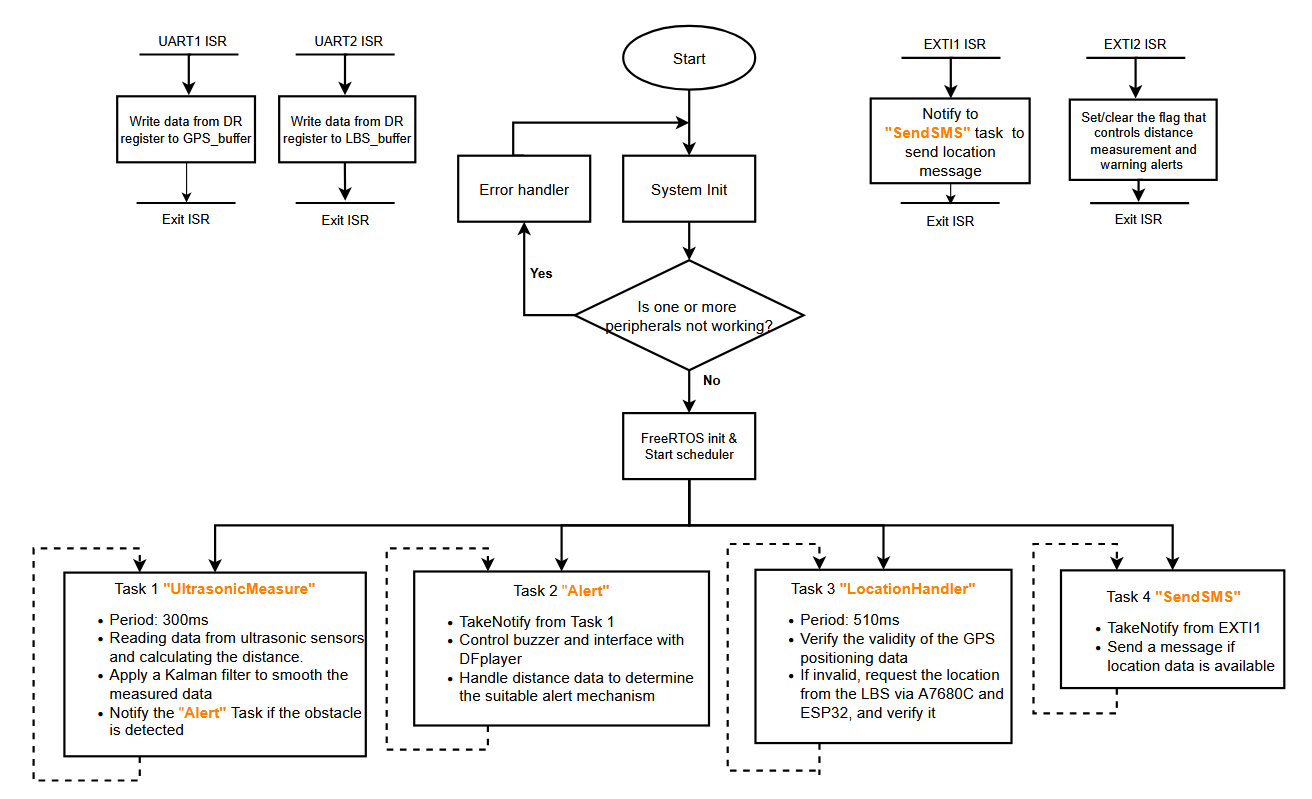 UART1 ISR
Write data from DR
register to GPS_buffer
Exit ISR
UART2 ISR
Write data from DR
register to LBS_buffer
Exit ISR
Start
Error handler
System Init
Yes
Is one or more
peripherals not working?
No
FreeRTOS init &
Start scheduler
EXTI1 ISR
Notify to
"SendSMS" task to
send location
message
Exit ISR
EXTI2 ISR
Set/clear the flag that
controls distance
measurement and
warning alerts
Exit ISR
Task 1 "UltrasonicMeasure"
• Period: 300ms
• Reading data from ultrasonic sensors
and calculating the distance.
• Apply a Kalman filter to smooth the
measured data
• Notify the "Alert" Task if the obstacle
is detected
Task 2 "Alert"
• TakeNotify from Task 1
• Control buzzer and interface with
DFplayer
• Handle distance data to determine
the suitable alert mechanism
Task 3 "LocationHandler"
• Period: 510ms
• Verify the validity of the GPS
positioning data
• If invalid, request the location
from the LBS via A7680C and
ESP32, and verify it
Task 4 "SendSMS"
• TakeNotify from EXTI1
• Send a message if
location data is available